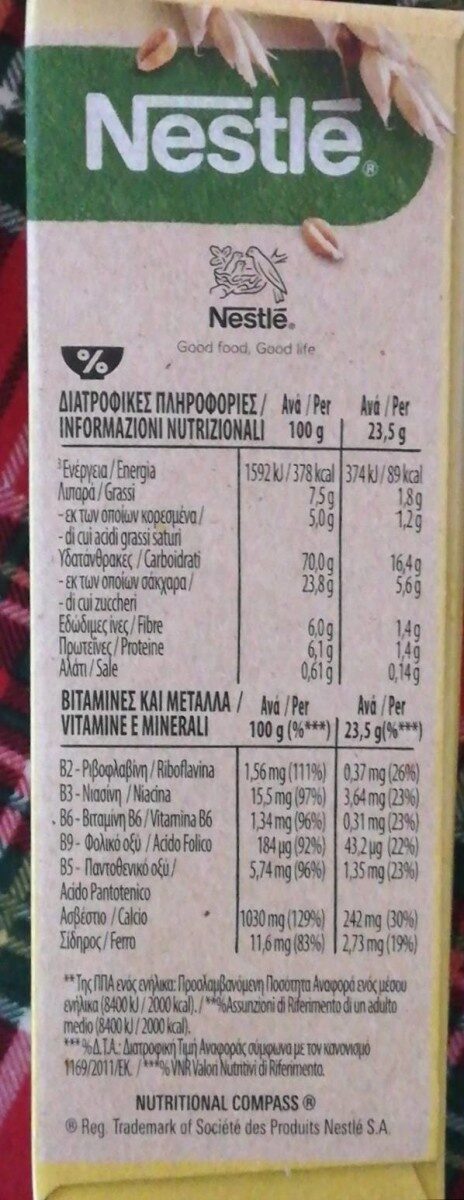 Nestlē®
Nestlē®
Good food, Good life
%
ΔΙΑΤΡΟΦΙΚΕΣ ΠΛΗΡΟΦΟΡΙΕΣ / Ανά / Per Ανά / Per
INFORMAZIONI NUTRIZIONALI 100 g 23,5 g
³Ενέργεια / Energia 1592 kJ / 378 kcal 374 kJ / 89 kcal
Λιπαρά / Grassi 7,5 g 1,8 g
- εκ των οποίων κορεσμένα / 5,0 g 1,2 g
- di cui acidi grassi saturi
Υδατάνθρακες / Carboidrati 70,0 g 16,4 g
- εκ των οποίων σάκχαρα / 23,8 g 5,6 g
- di cui zuccheri
Εδώδιμες ίνες / Fibre 6,0 g 1,4 g
Πρωτεΐνες / Proteine 6,1 g 1,4 g
Αλάτι / Sale 0,61 g 0,14 g
ΒΙΤΑΜΙΝΕΣ ΚΑΙ ΜΕΤΑΛΛΑ / Ανά / Per Ανά / Per
VITAMINE E MINERALI 100 g (%***) 23,5 g(%***)
B2 - Ριβοφλαβίνη / Riboflavina 1,56 mg (111%) 0,37 mg (26%)
B3 - Νιασίνη / Niacina 15,5 mg (97%) 3,64 mg (23%)
B6 - Βιταμίνη B6 / Vitamina B6 1,34 mg (96%) 0,31 mg (23%)
B9 - Φολικό οξύ / Acido Folico 184 µg (92%) 43,2 µg (22%)
B5 - Παντοθενικό οξύ / 5,74 mg (96%) 1,35 mg (23%)
Acido Pantotenico
Ασβέστιο / Calcio 1030 mg (129%) 242 mg (30%)
Σίδηρος / Ferro 11,6 mg (83%) 2,73 mg (19%)
**Της ΠΠΑ ενός ενήλικα: Προσλαμβανόμενη Ποσότητα Αναφορά ενός μέσου
ενήλικα (8400 kJ / 2000 kcal). / **%Assunzioni di Riferimento di un adulto
medio (8400 kJ / 2000 kcal).
*** %Δ.Τ.Α.: Διατροφική Τιμή Αναφοράς σύμφωνα με τον κανονισμό
1169/2011/ΕΚ. / ***% VNR Valori Nutritivi di Riferimento.
NUTRITIONAL COMPASS ®
® Reg. Trademark of Société des Produits Nestlé S.A.